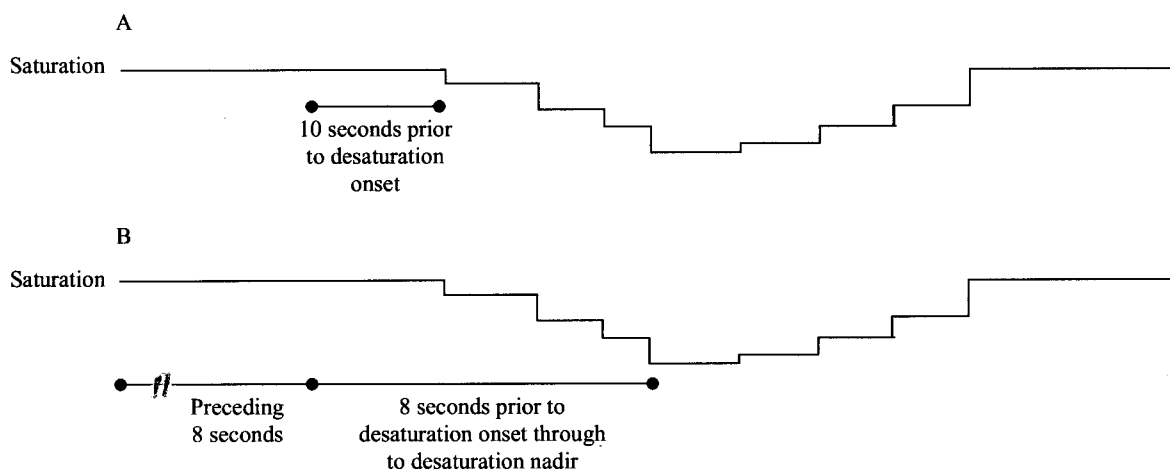 A
Saturation
10 seconds prior
to desaturation
onset
B
Saturation
Preceding
8 seconds
8 seconds prior to
desaturation onset through
to desaturation nadir